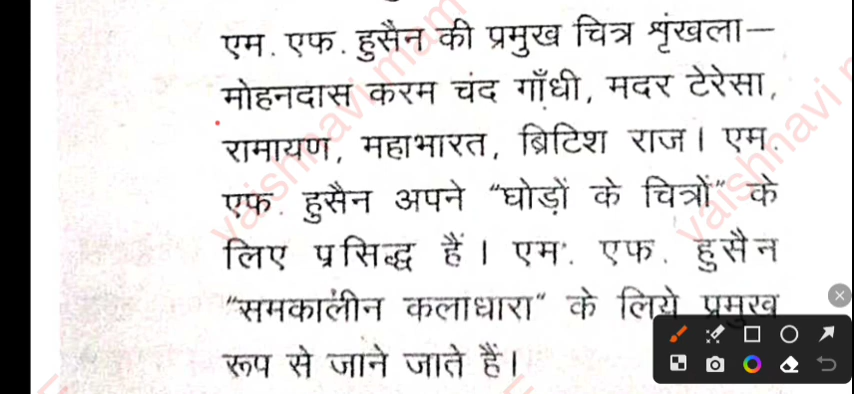 एम. एफ. हुसैन की प्रमुख चित्र शृंखला—
मोहनदास करम चंद गाँधी, मदर टेरेसा,
रामायण, महाभारत, ब्रिटिश राज। एम.
एफ. हुसैन अपने “घोड़ों के चित्रों” के
लिए प्रसिद्ध हैं। एम. एफ. हुसैन
“समकालीन कलाधारा” के लिये प्रमुख
रूप से जाने जाते हैं।